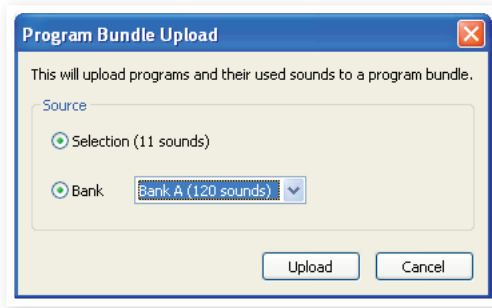 Program Bundle Upload
This will upload programs and their used sounds to a program bundle.
Source
Selection (11 sounds)
Bank Bank A (120 sounds)
Upload Cancel